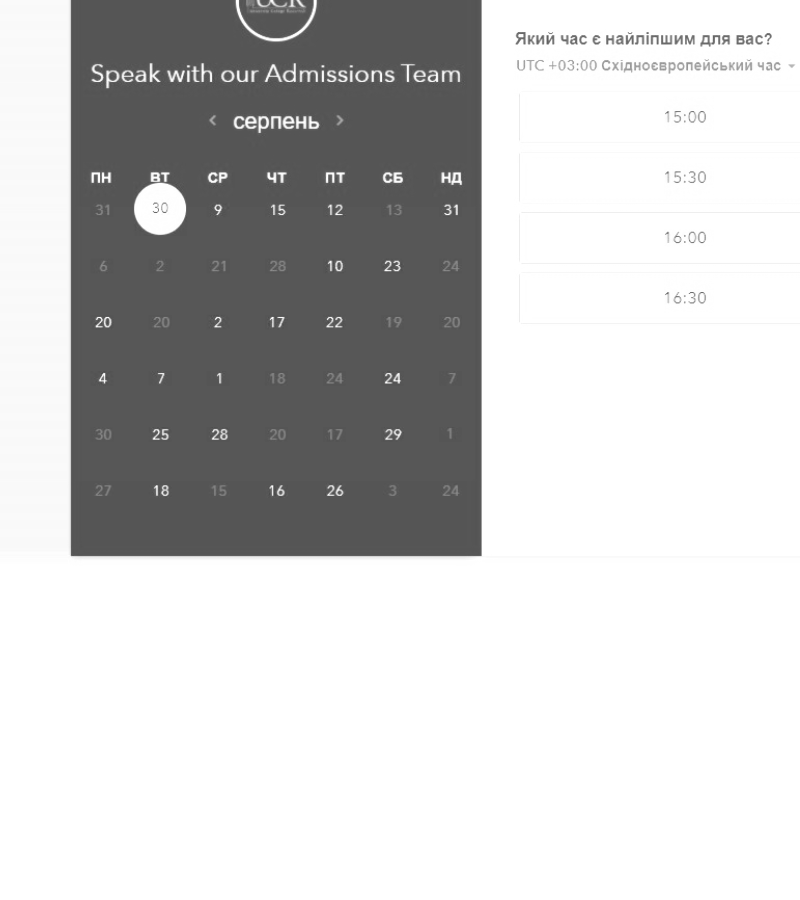 UCR
Speak with our Admissions Team
< серпень >
ПН ВТ СР ЧТ ПТ СБ НД
31 30 9 15 12 13 31
6 2 21 28 10 23 24
20 20 2 17 22 19 20
4 7 1 18 24 24 7
30 25 28 20 17 29 1
27 18 15 16 26 3 24
Який час є найліпшим для вас?
UTC +03:00 Східноєвропейський час
15:00
15:30
16:00
16:30